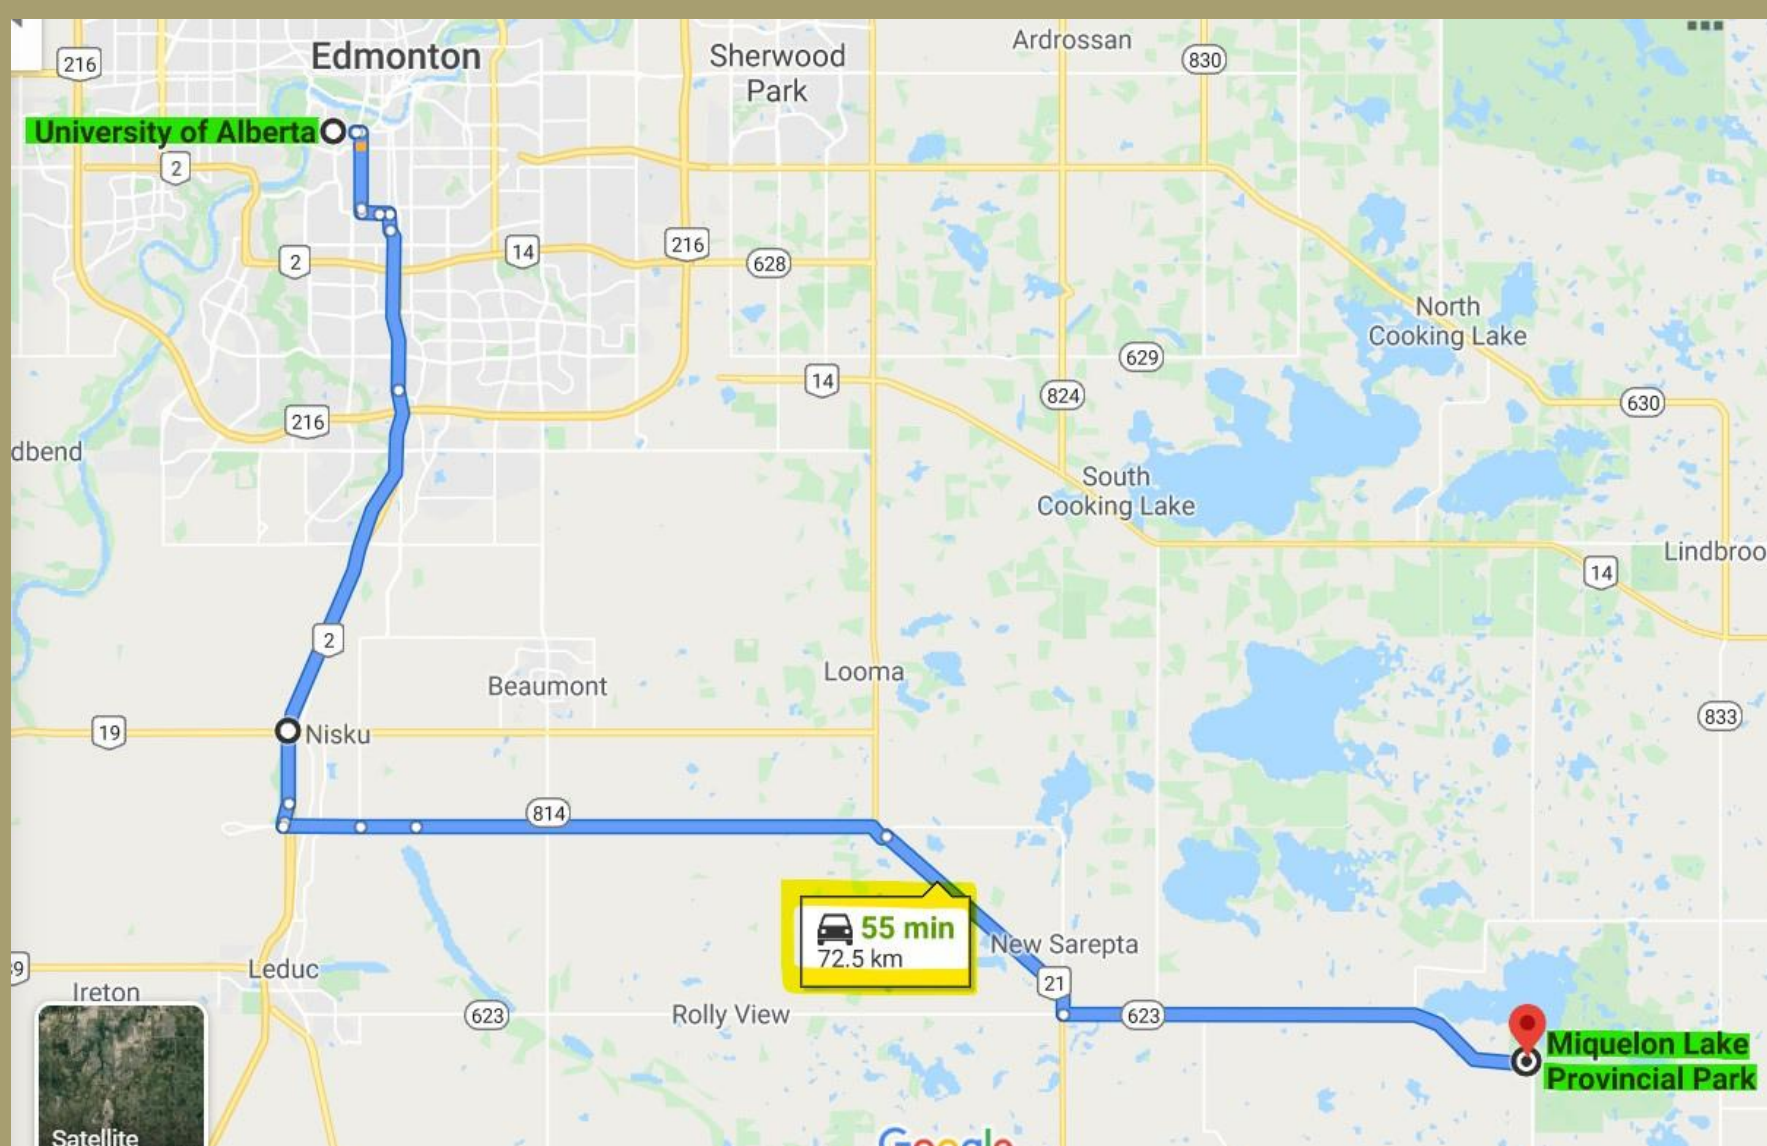 Edmonton
Sherwood
Park
Ardrossan
830
216
University of Alberta
2
2
14
216
628
North
Cooking Lake
629
14
824
630
216
dbend
South
Cooking Lake
Lindbroo
14
2
Beaumont
Looma
833
19
Nisku
814
55 min
72.5 km
New Sarepta
21
Leduc
39
Ireton
623
Rolly View
623
Miquelon Lake
Provincial Park
Satellite
Google